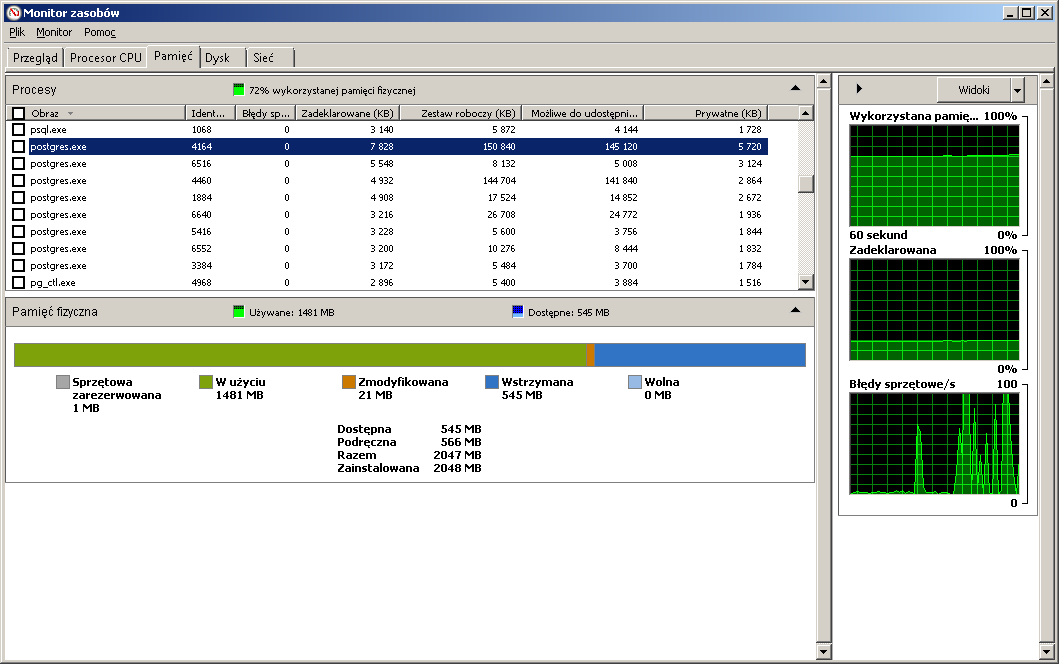 Monitor zasobów
Plik Monitor Pomoc
Przegląd Procesor CPU Pamięć Dysk Sieć
Procesy 72% wykorzystanej pamięci fizycznej
Obraz Ident... Błędy sp... Zadeklarowane (KB) Zestaw roboczy (KB) Możliwe do udostępni... Prywatne (KB)
psql.exe 1068 0 3 140 5 872 4 144 1 728
postgres.exe 4164 0 7 828 150 840 145 120 5 720
postgres.exe 6516 0 5 548 8 132 5 008 3 124
postgres.exe 4460 0 4 932 144 704 141 840 2 864
postgres.exe 1884 0 4 908 17 524 14 852 2 672
postgres.exe 6640 0 3 216 26 708 24 772 1 936
postgres.exe 5416 0 3 228 5 600 3 756 1 844
postgres.exe 6552 0 3 200 10 276 8 444 1 832
postgres.exe 3384 0 3 172 5 484 3 700 1 784
pg_ctl.exe 4968 0 2 896 5 400 3 884 1 516
Pamięć fizyczna Używane: 1481 MB Dostępne: 545 MB
Sprzętowa zarezerwowana
1 MB
W użyciu
1481 MB
Zmodyfikowana
21 MB
Wstrzymana
545 MB
Wolna
0 MB
Dostępna 545 MB
Podręczna 566 MB
Razem 2047 MB
Zainstalowana 2048 MB
Widoki
Wykorzystana pamię... 100%
60 sekund 0%
Zadeklarowana 100%
0%
Błędy sprzętowe/s 100
0